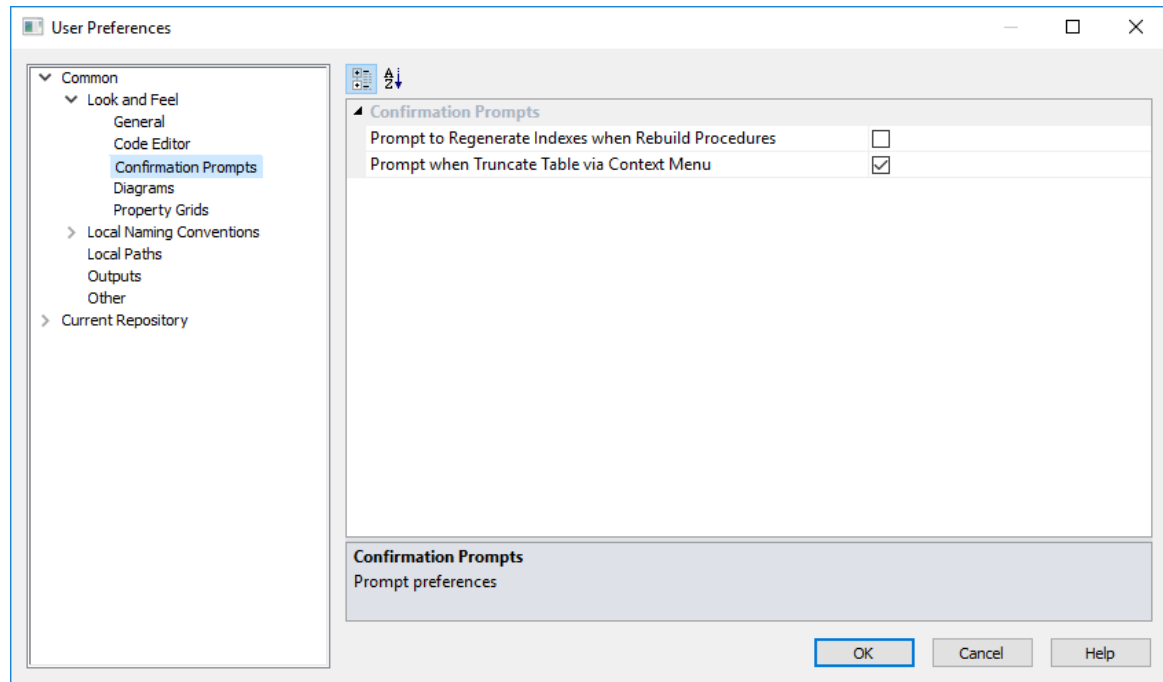 User Preferences
Common
Look and Feel
General
Code Editor
Confirmation Prompts
Diagrams
Property Grids
Local Naming Conventions
Local Paths
Outputs
Other
Current Repository
Confirmation Prompts
Prompt to Regenerate Indexes when Rebuild Procedures
Prompt when Truncate Table via Context Menu
Confirmation Prompts
Prompt preferences
OK Cancel Help